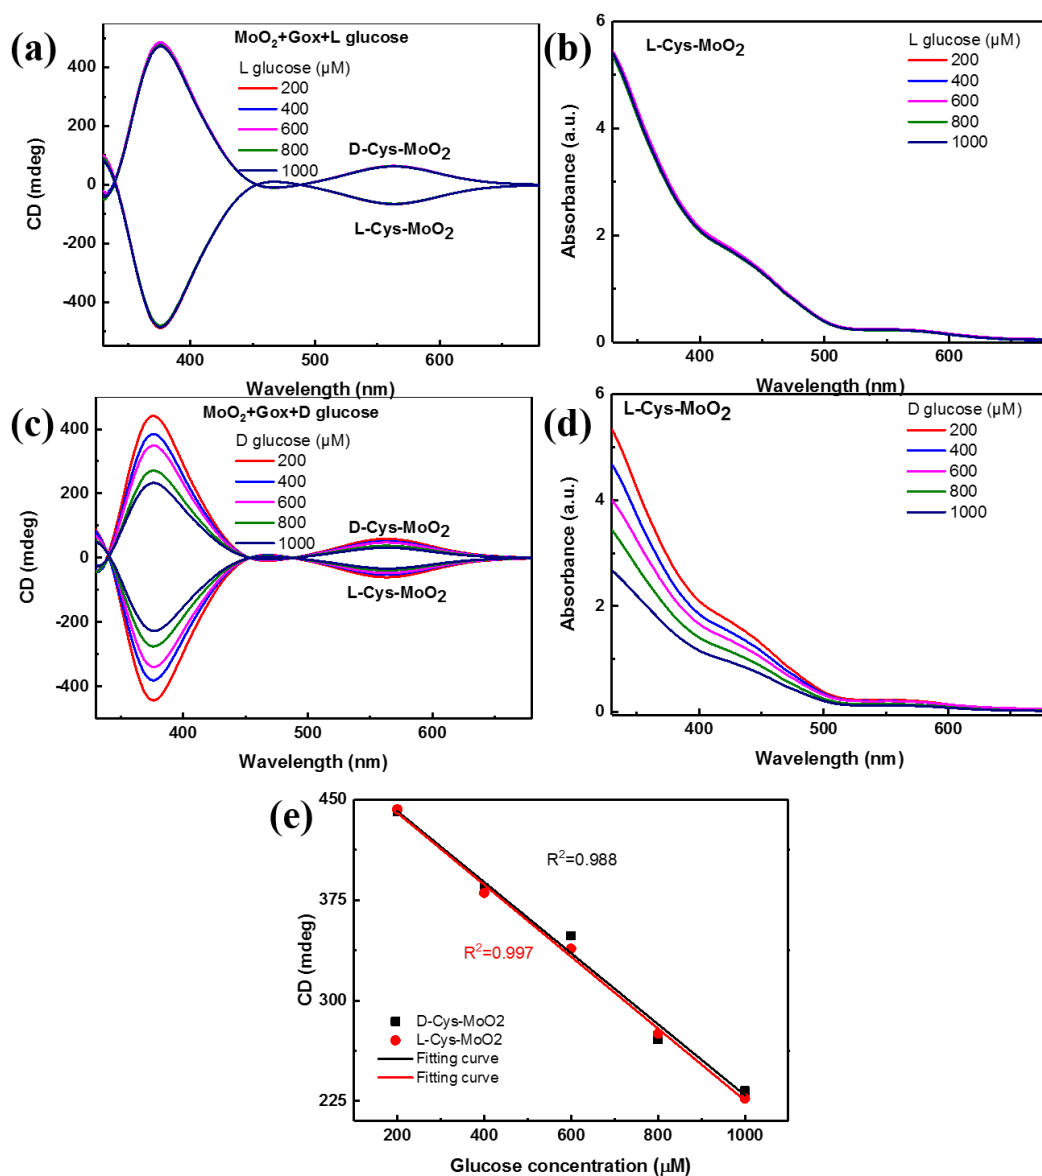 (a)
MoO2+Gox+L glucose
L glucose (µM)
200
400
600
800
1000
D-Cys-MoO2
L-Cys-MoO2
400
200
0
-200
-400
CD (mdeg)
400
500
600
Wavelength (nm)
(b)
L-Cys-MoO2
L glucose (µM)
200
400
600
800
1000
6
4
2
0
Absorbance (a.u.)
400
500
600
Wavelength (nm)
(c)
MoO2+Gox+D glucose
D glucose (µM)
200
400
600
800
1000
D-Cys-MoO2
L-Cys-MoO2
400
200
0
-200
-400
CD (mdeg)
400
500
600
Wavelength (nm)
(d)
L-Cys-MoO2
D glucose (µM)
200
400
600
800
1000
6
4
2
0
Absorbance (a.u.)
400
500
600
Wavelength (nm)
(e)
R2=0.988
R2=0.997
D-Cys-MoO2
L-Cys-MoO2
Fitting curve
Fitting curve
450
375
300
225
CD (mdeg)
200
400
600
800
1000
Glucose concentration (µM)